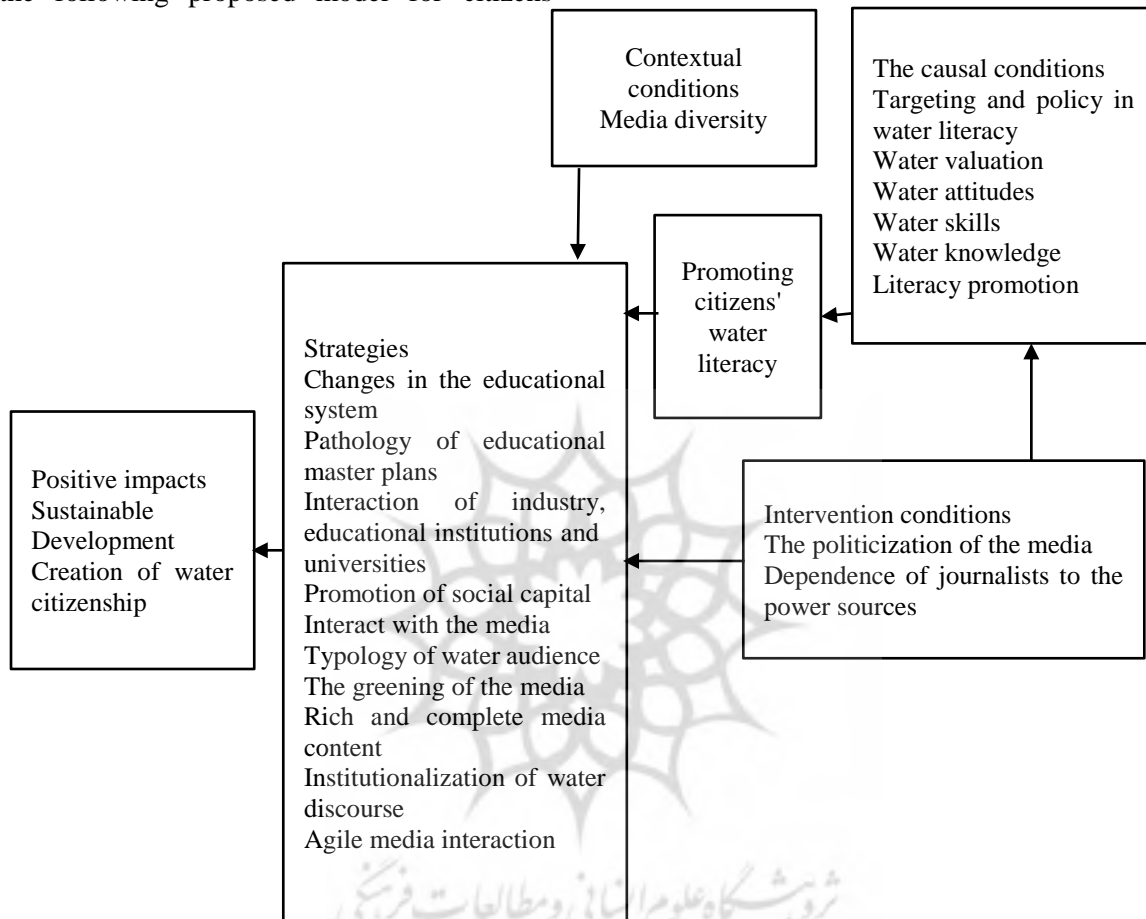 the following proposed model for citizens
Contextual
conditions
Media diversity
The causal conditions
Targeting and policy in
water literacy
Water valuation
Water attitudes
Water skills
Water knowledge
Literacy promotion
Promoting
citizens'
water
literacy
Strategies
Changes in the educational
system
Pathology of educational
master plans
Interaction of industry,
educational institutions and
universities
Promotion of social capital
Interact with the media
Typology of water audience
The greening of the media
Rich and complete media
content
Institutionalization of water
discourse
Agile media interaction
Positive impacts
Sustainable
Development
Creation of water
citizenship
Intervention conditions
The politicization of the media
Dependence of journalists to the
power sources
پژوهشگاه علوم انسانی و مطالعات فرهنگی